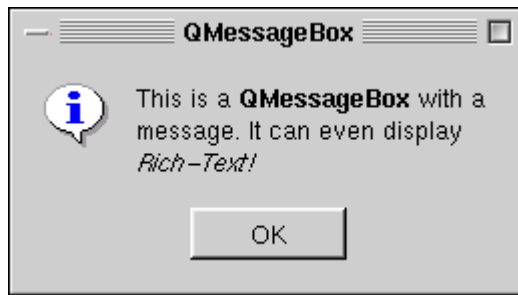 QMessageBox
This is a QMessageBox with a
message. It can even display
Rich-Text!
OK